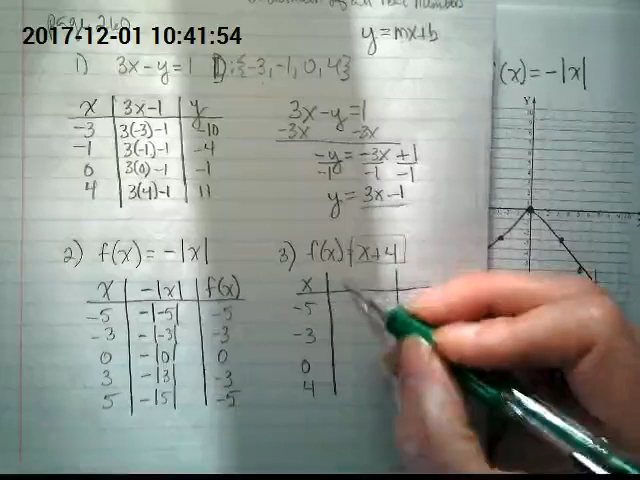 2017-12-01 10:41:54
y=mx+b
1) 3x-y=1 D:{-3,-1,0,4}
x | 3x-1 | y
-3 | 3(-3)-1 | -10
-1 | 3(-1)-1 | -4
0 | 3(0)-1 | -1
4 | 3(4)-1 | 11
3x-y=1
-3x -3x
-y = -3x +1
-1 -1 -1
y = 3x-1
(x)=-|x|
y
2) f(x)=-|x|
x | -|x| | f(x)
-5 | -|-5| | -5
-3 | -|-3| | -3
0 | -|0| | 0
3 | -|3| | -3
5 | -|5| | -5
3) f(x)=x+4
x
-5
-3
0
4